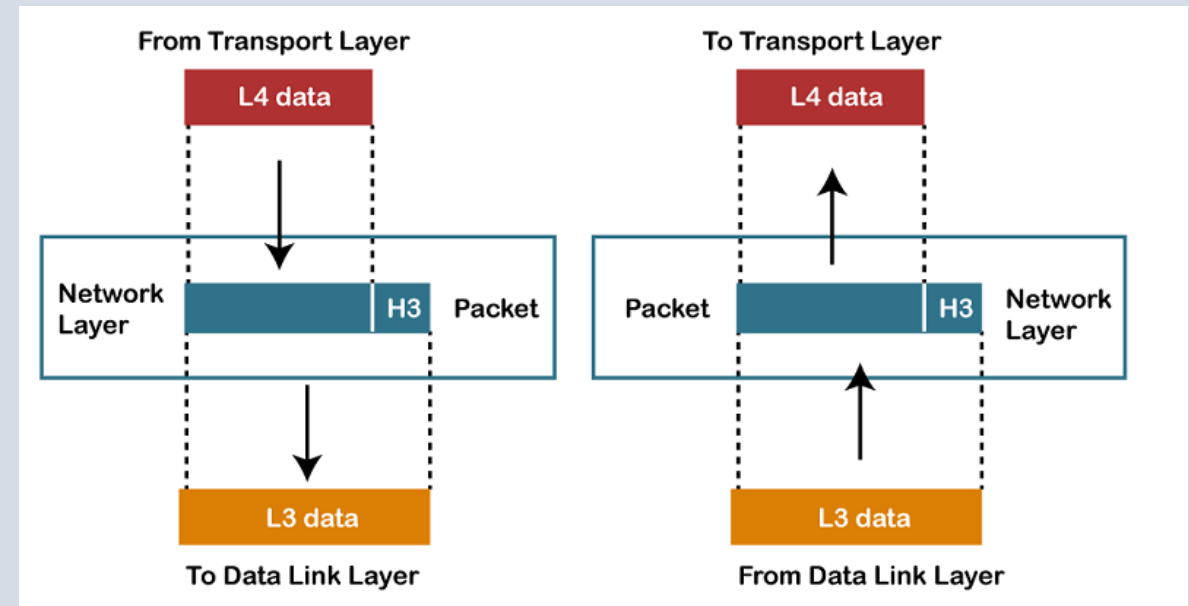 From Transport Layer
L4 data
Network
Layer
H3
Packet
L3 data
To Data Link Layer
To Transport Layer
L4 data
Packet
H3
Network
Layer
L3 data
From Data Link Layer